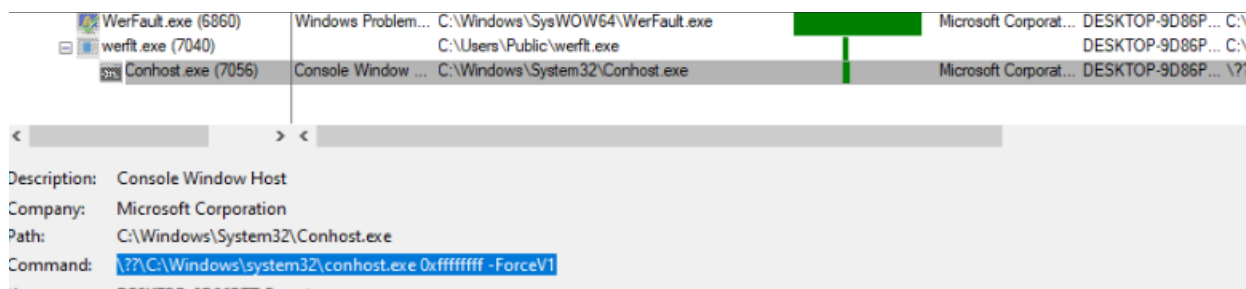 WerFault.exe (6860) Windows Problem... C:\Windows\SysWOW64\WerFault.exe Microsoft Corporat... DESKTOP-9D86P... C:\
werflt.exe (7040) C:\Users\Public\werflt.exe DESKTOP-9D86P... C:\
Conhost.exe (7056) Console Window ... C:\Windows\System32\Conhost.exe Microsoft Corporat... DESKTOP-9D86P... \??
Description: Console Window Host
Company: Microsoft Corporation
Path: C:\Windows\System32\Conhost.exe
Command: \??\C:\Windows\system32\conhost.exe 0xffffffff -ForceV1